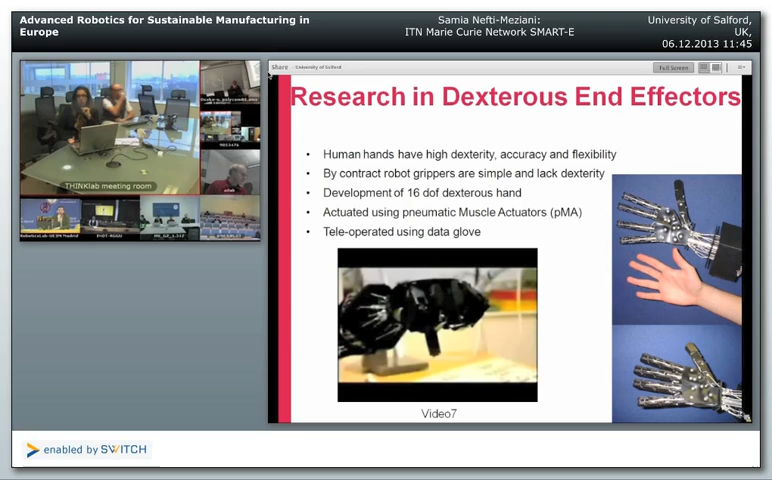 Advanced Robotics for Sustainable Manufacturing in
Europe
Samia Nefti-Meziani:
ITN Marie Curie Network SMART-E
University of Salford,
UK,
06.12.2013 11:45
Share
University of Salford
Full Screen
THINKlab meeting room
Research in Dexterous End Effectors
• Human hands have high dexterity, accuracy and flexibility
• By contract robot grippers are simple and lack dexterity
• Development of 16 dof dexterous hand
• Actuated using pneumatic Muscle Actuators (pMA)
• Tele-operated using data glove
Video7
enabled by SWITCH